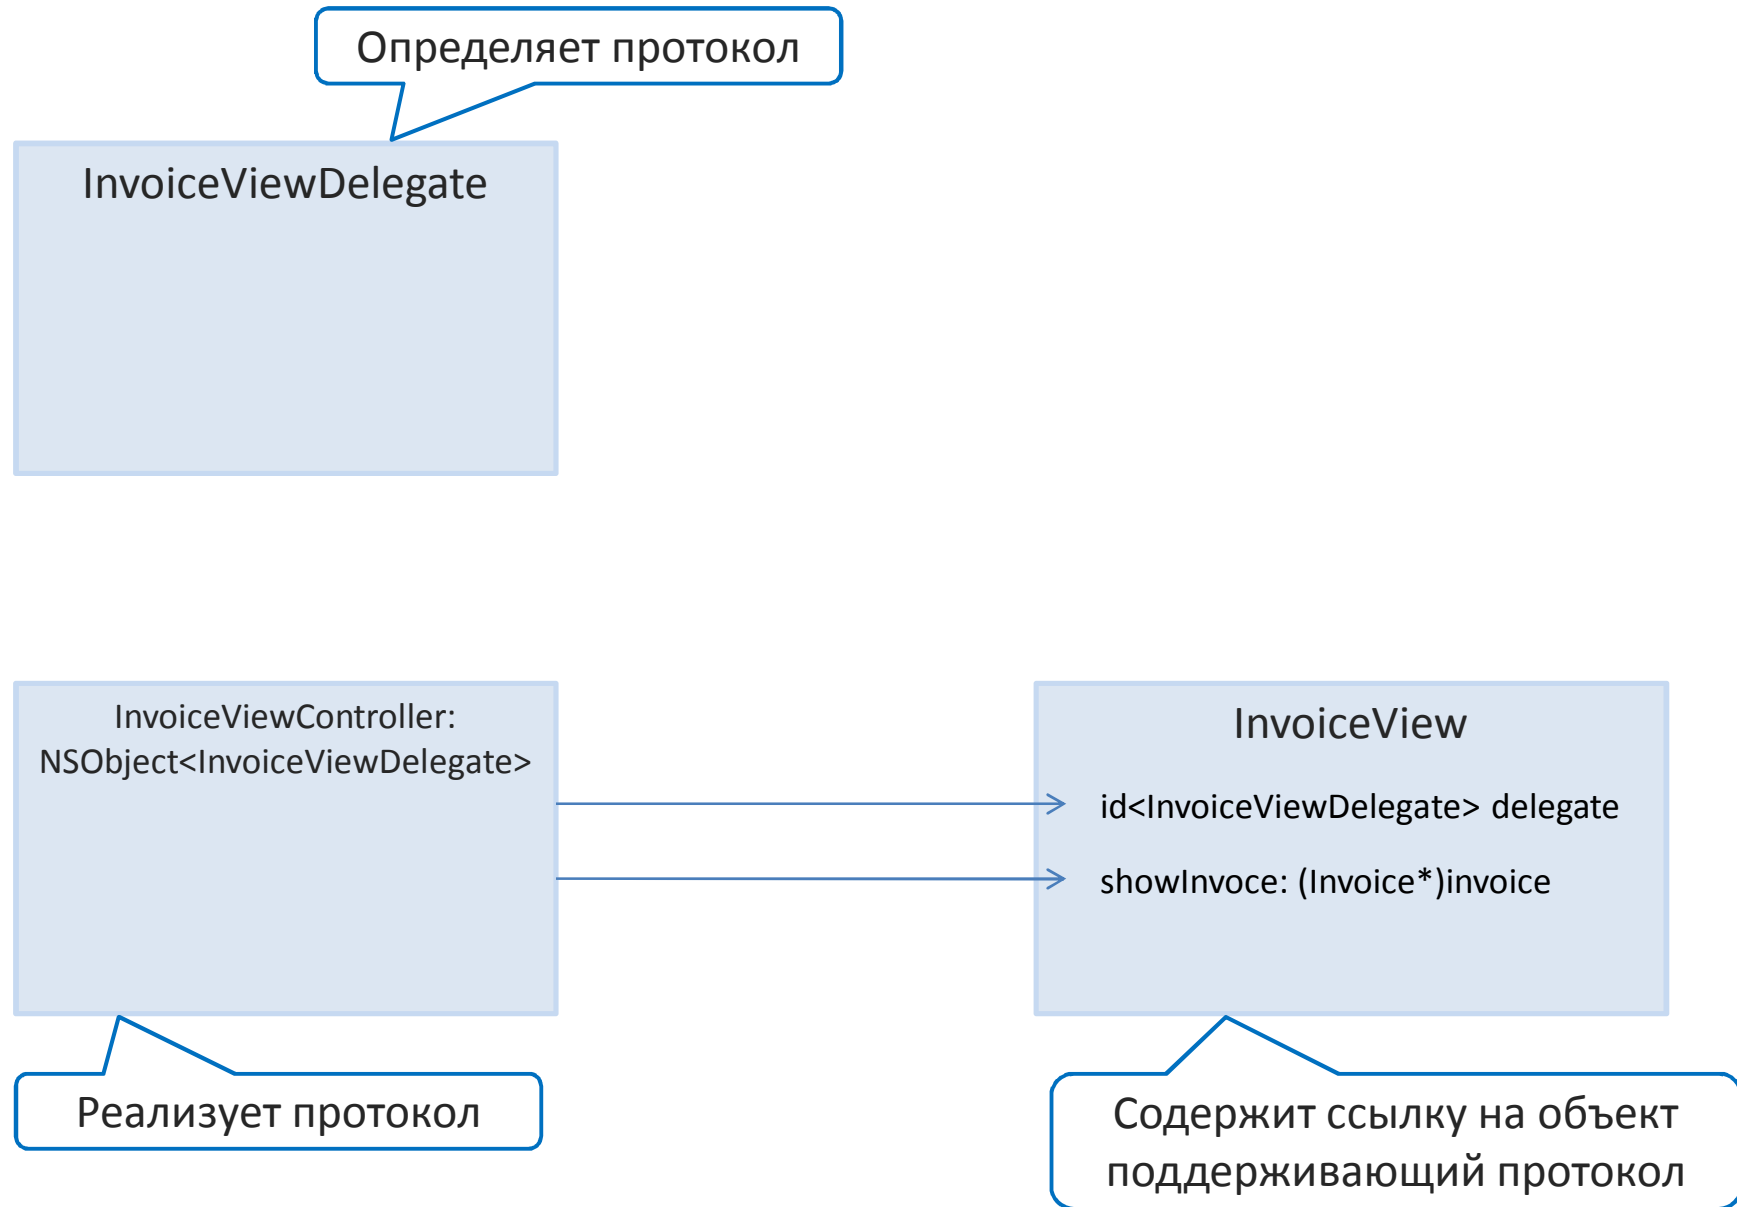 Определяет протокол
InvoiceViewDelegate
InvoiceViewController:
NSObject<InvoiceViewDelegate>
InvoiceView
id<InvoiceViewDelegate> delegate
showInvoce: (Invoice*)invoice
Реализует протокол
Содержит ссылку на объект
поддерживающий протокол